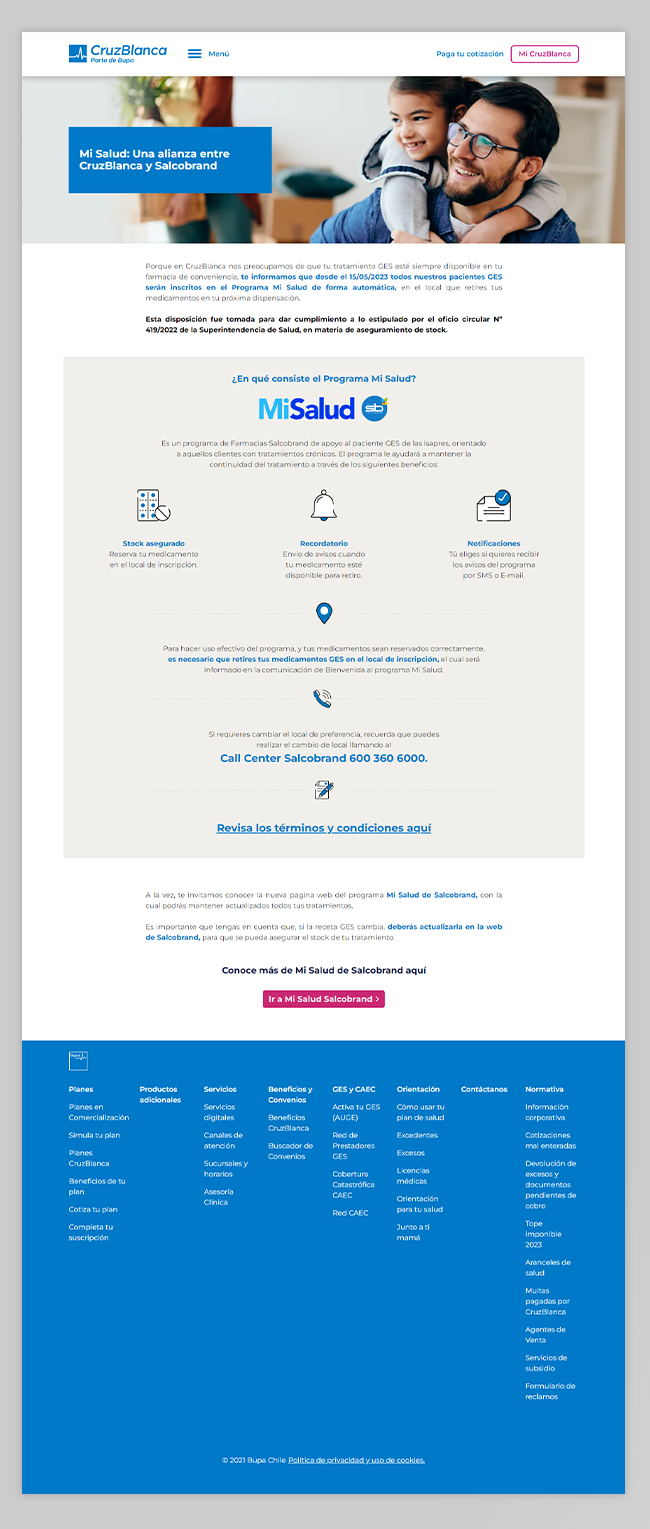 CruzBlanca
Parte de Bupa
Menú
Paga tu cotización
Mi CruzBlanca
Mi Salud: Una alianza entre
CruzBlanca y Salcobrand
Porque en CruzBlanca nos preocupamos de que tu tratamiento GES esté siempre disponible en tu
farmacia de conveniencia, te informamos que desde el 15/05/2023 todos nuestros pacientes GES
serán inscritos en el Programa Mi Salud de forma automática, en el local que retires tus
medicamentos en tu próxima dispensación.
Esta disposición fue tomada para dar cumplimiento a lo estipulado por el oficio circular N°
419/2022 de la Superintendencia de Salud, en materia de aseguramiento de stock.
¿En qué consiste el Programa Mi Salud?
MiSalud sb
Es un programa de Farmacias Salcobrand de apoyo al paciente GES de las isapres, orientado
a aquellos clientes con tratamientos crónicos. El programa le ayudará a mantener la
continuidad del tratamiento a través de los siguientes beneficios:
Stock asegurado
Reserva tu medicamento
en el local de inscripción.
Recordatorio
Envío de avisos cuando
tu medicamento esté
disponible para retiro.
Notificaciones
Tú eliges si quieres recibir
los avisos del programa
por SMS o E-mail.
Para hacer uso efectivo del programa, y tus medicamentos sean reservados correctamente,
es necesario que retires tus medicamentos GES en el local de inscripción, el cual será
informado en la comunicación de Bienvenida al programa Mi Salud.
Si requieres cambiar el local de preferencia, recuerda que puedes
realizar el cambio de local llamando al
Call Center Salcobrand 600 360 6000.
Revisa los términos y condiciones aquí
A la vez, te invitamos conocer la nueva página web del programa Mi Salud de Salcobrand, con la
cual podrás mantener actualizados todos tus tratamientos.
Es importante que tengas en cuenta que, si la receta GES cambia, deberás actualizarla en la web
de Salcobrand, para que se pueda asegurar el stock de tu tratamiento.
Conoce más de Mi Salud de Salcobrand aquí
Ir a Mi Salud Salcobrand >
Bupa
Planes
Planes en
Comercialización
Simula tu plan
Planes
CruzBlanca
Beneficios de tu
plan
Cotiza tu plan
Completa tu
suscripción
Productos
adicionales
Servicios
Servicios
digitales
Canales de
atención
Sucursales y
horarios
Asesoría
Clínica
Beneficios y
Convenios
Beneficios
CruzBlanca
Buscador de
Convenios
GES y CAEC
Activa tu GES
(AUGE)
Red de
Prestadores
GES
Cobertura
Catastrófica
CAEC
Red CAEC
Orientación
Cómo usar tu
plan de salud
Excedentes
Excesos
Licencias
médicas
Orientación
para tu salud
Junto a ti
mamá
Contáctanos
Normativa
Información
corporativa
Cotizaciones
mal enteradas
Devolución de
excesos y
documentos
pendientes de
cobro
Tope
imponible
2023
Aranceles de
salud
Multas
pagadas por
CruzBlanca
Agentes de
Venta
Servicios de
subsidio
Formulario de
reclamos
© 2021 Bupa Chile Política de privacidad y uso de cookies.